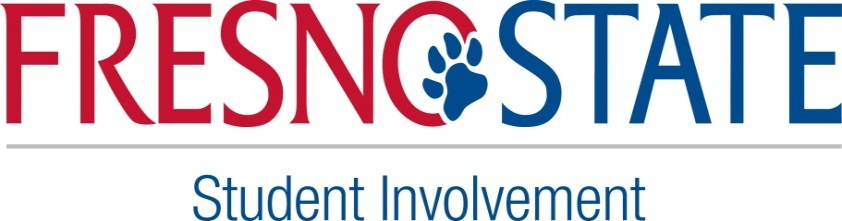 FRESNO STATE
Student Involvement